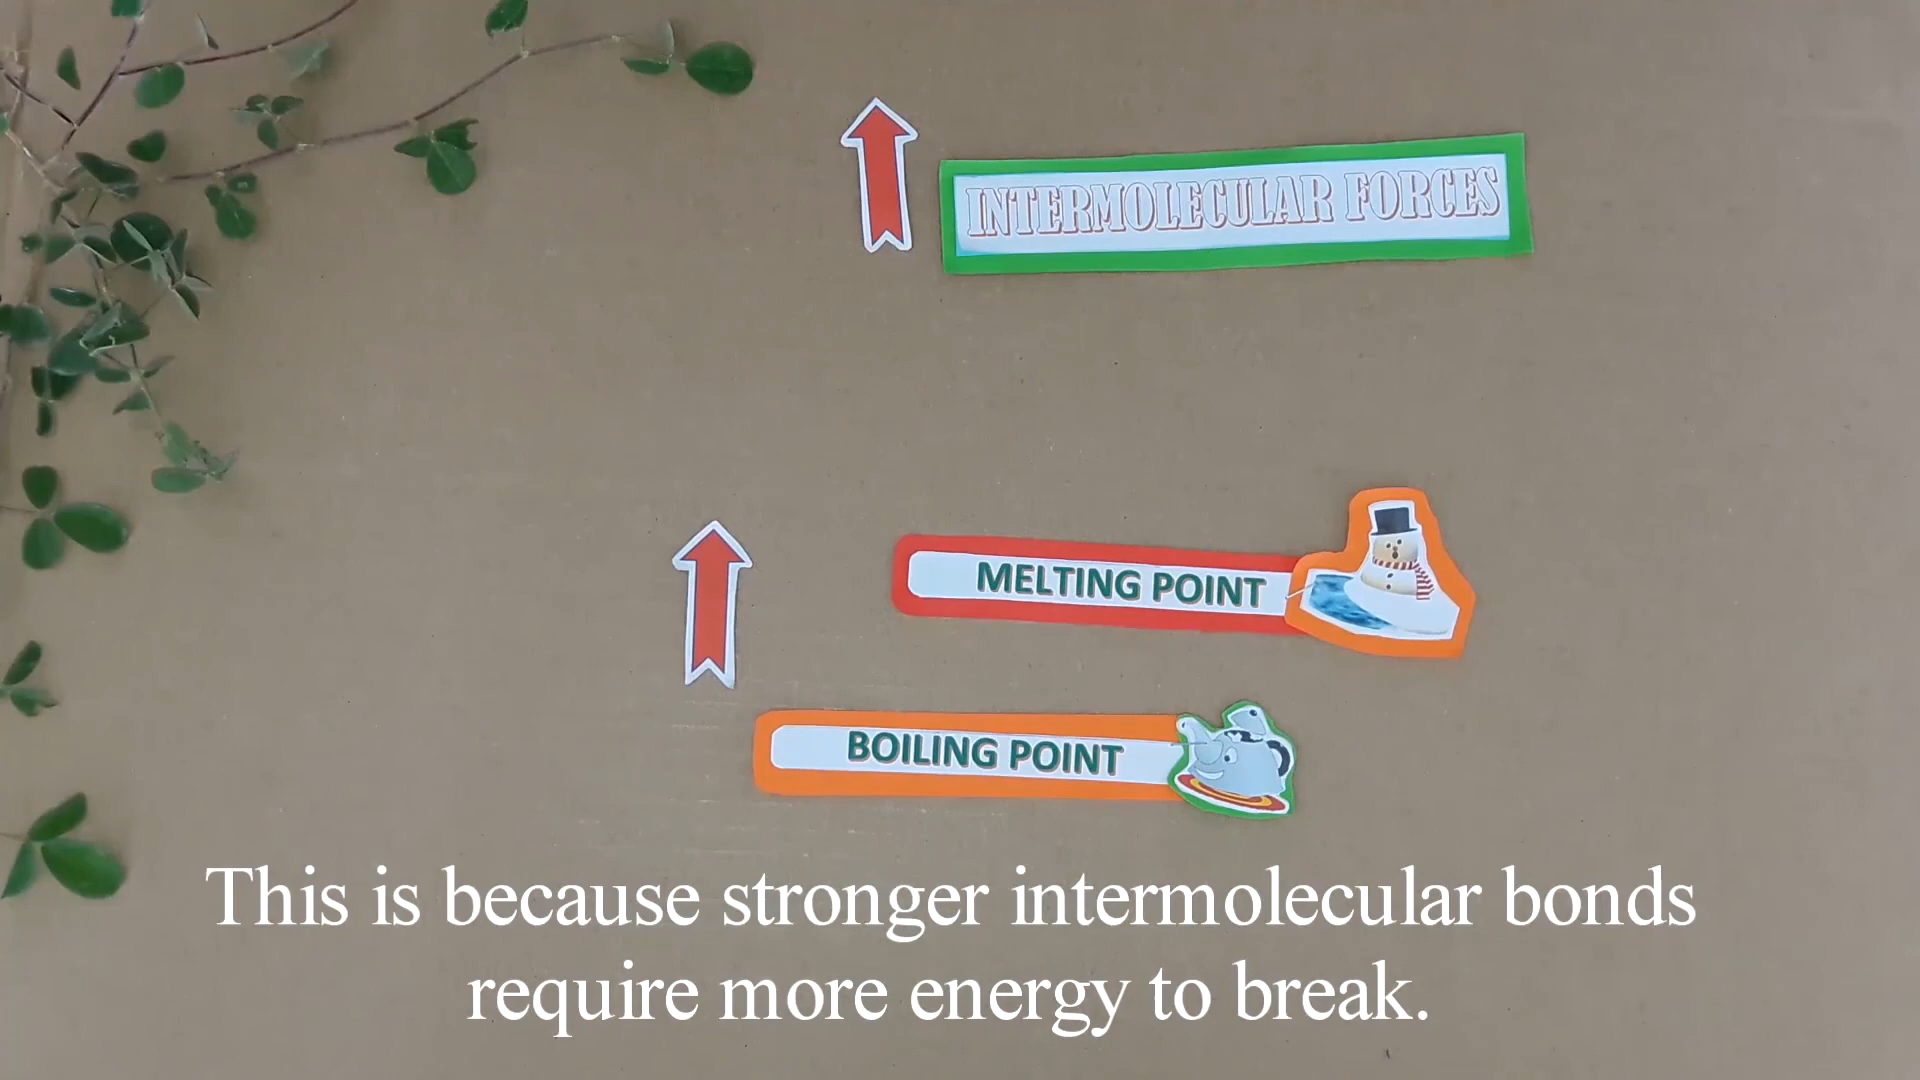 INTERMOLECULAR FORCES
MELTING POINT
BOILING POINT
This is because stronger intermolecular bonds
require more energy to break.